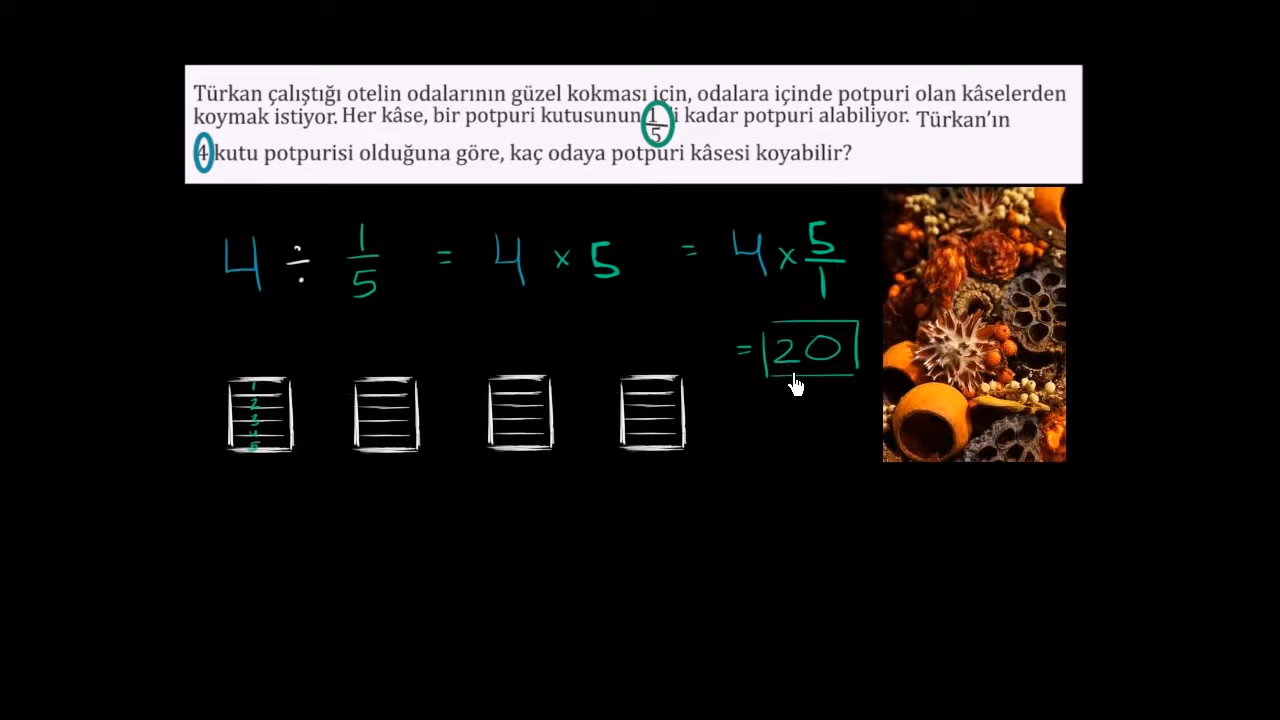 Türkan çalıştığı otelin odalarının güzel kokması için, odalara içinde potpuri olan kâselerden
koymak istiyor. Her kâse, bir potpuri kutusunun 1/5 i kadar potpuri alabiliyor. Türkan'ın
4 kutu potpurisi olduğuna göre, kaç odaya potpuri kâsesi koyabilir?
4 ÷ 1/5 = 4 × 5 = 4 × 5/1
= 20
1
2
3
4
5